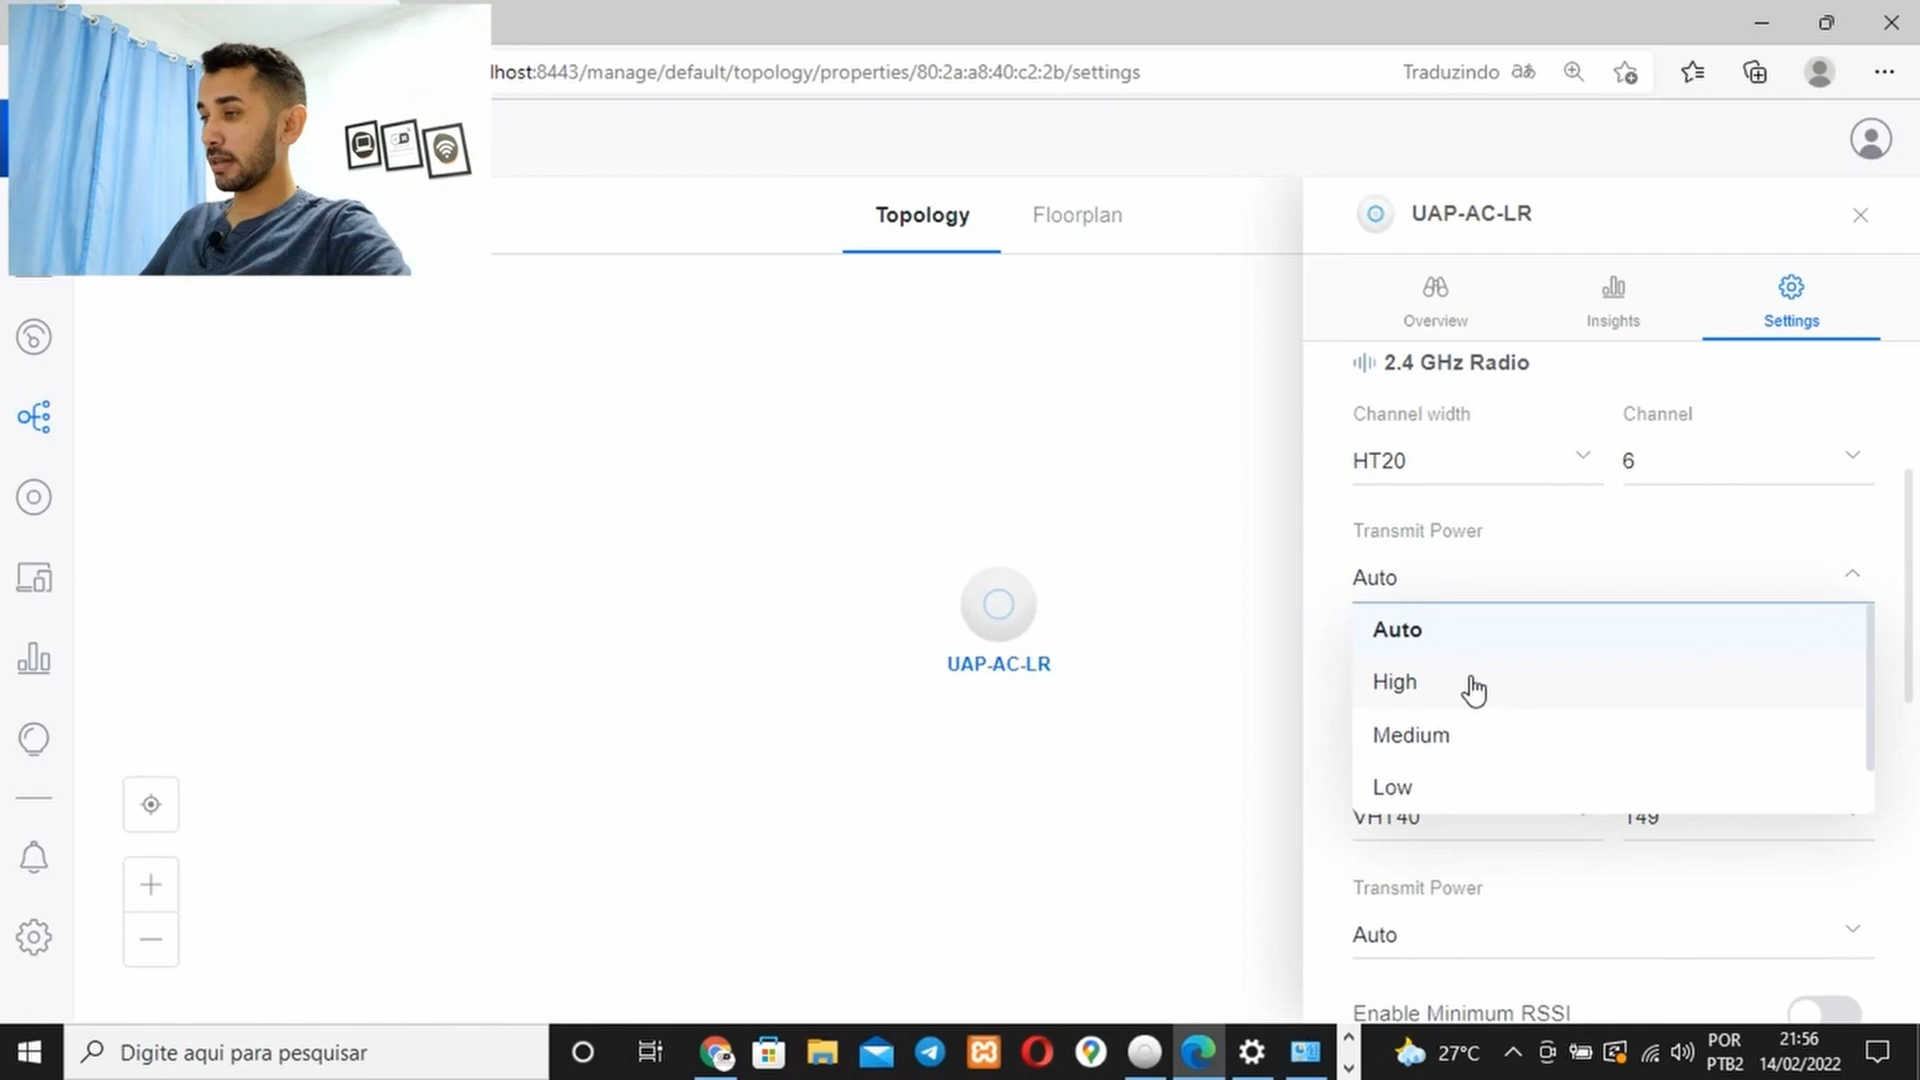 lhost:8443/manage/default/topology/properties/80:2a:a8:40:c2:2b/settings
Traduzindo
Topology
Floorplan
UAP-AC-LR
Overview
Insights
Settings
2.4 GHz Radio
Channel width
Channel
HT20
6
Transmit Power
Auto
Auto
High
Medium
Low
VHT40
149
Transmit Power
Auto
Enable Minimum RSSI
UAP-AC-LR
Digite aqui para pesquisar
27°C
POR
PTB2
21:56
14/02/2022